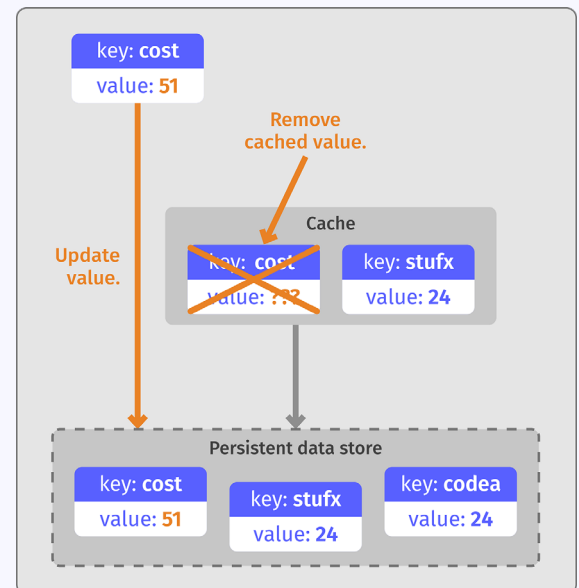 key: cost
value: 51
Remove
cached value.
Cache
Update
value.
key: cost
value: ???
key: stufx
value: 24
Persistent data store
key: cost
value: 51
key: stufx
value: 24
key: codea
value: 24